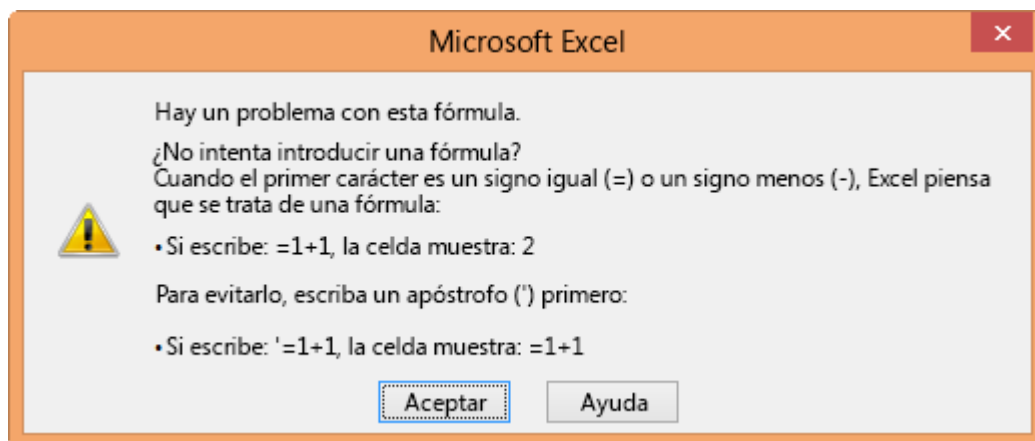 Microsoft Excel
Hay un problema con esta fórmula.
¿No intenta introducir una fórmula?
Cuando el primer carácter es un signo igual (=) o un signo menos (-), Excel piensa
que se trata de una fórmula:
• Si escribe: =1+1, la celda muestra: 2
Para evitarlo, escriba un apóstrofo (') primero:
• Si escribe: '=1+1, la celda muestra: =1+1
Aceptar Ayuda